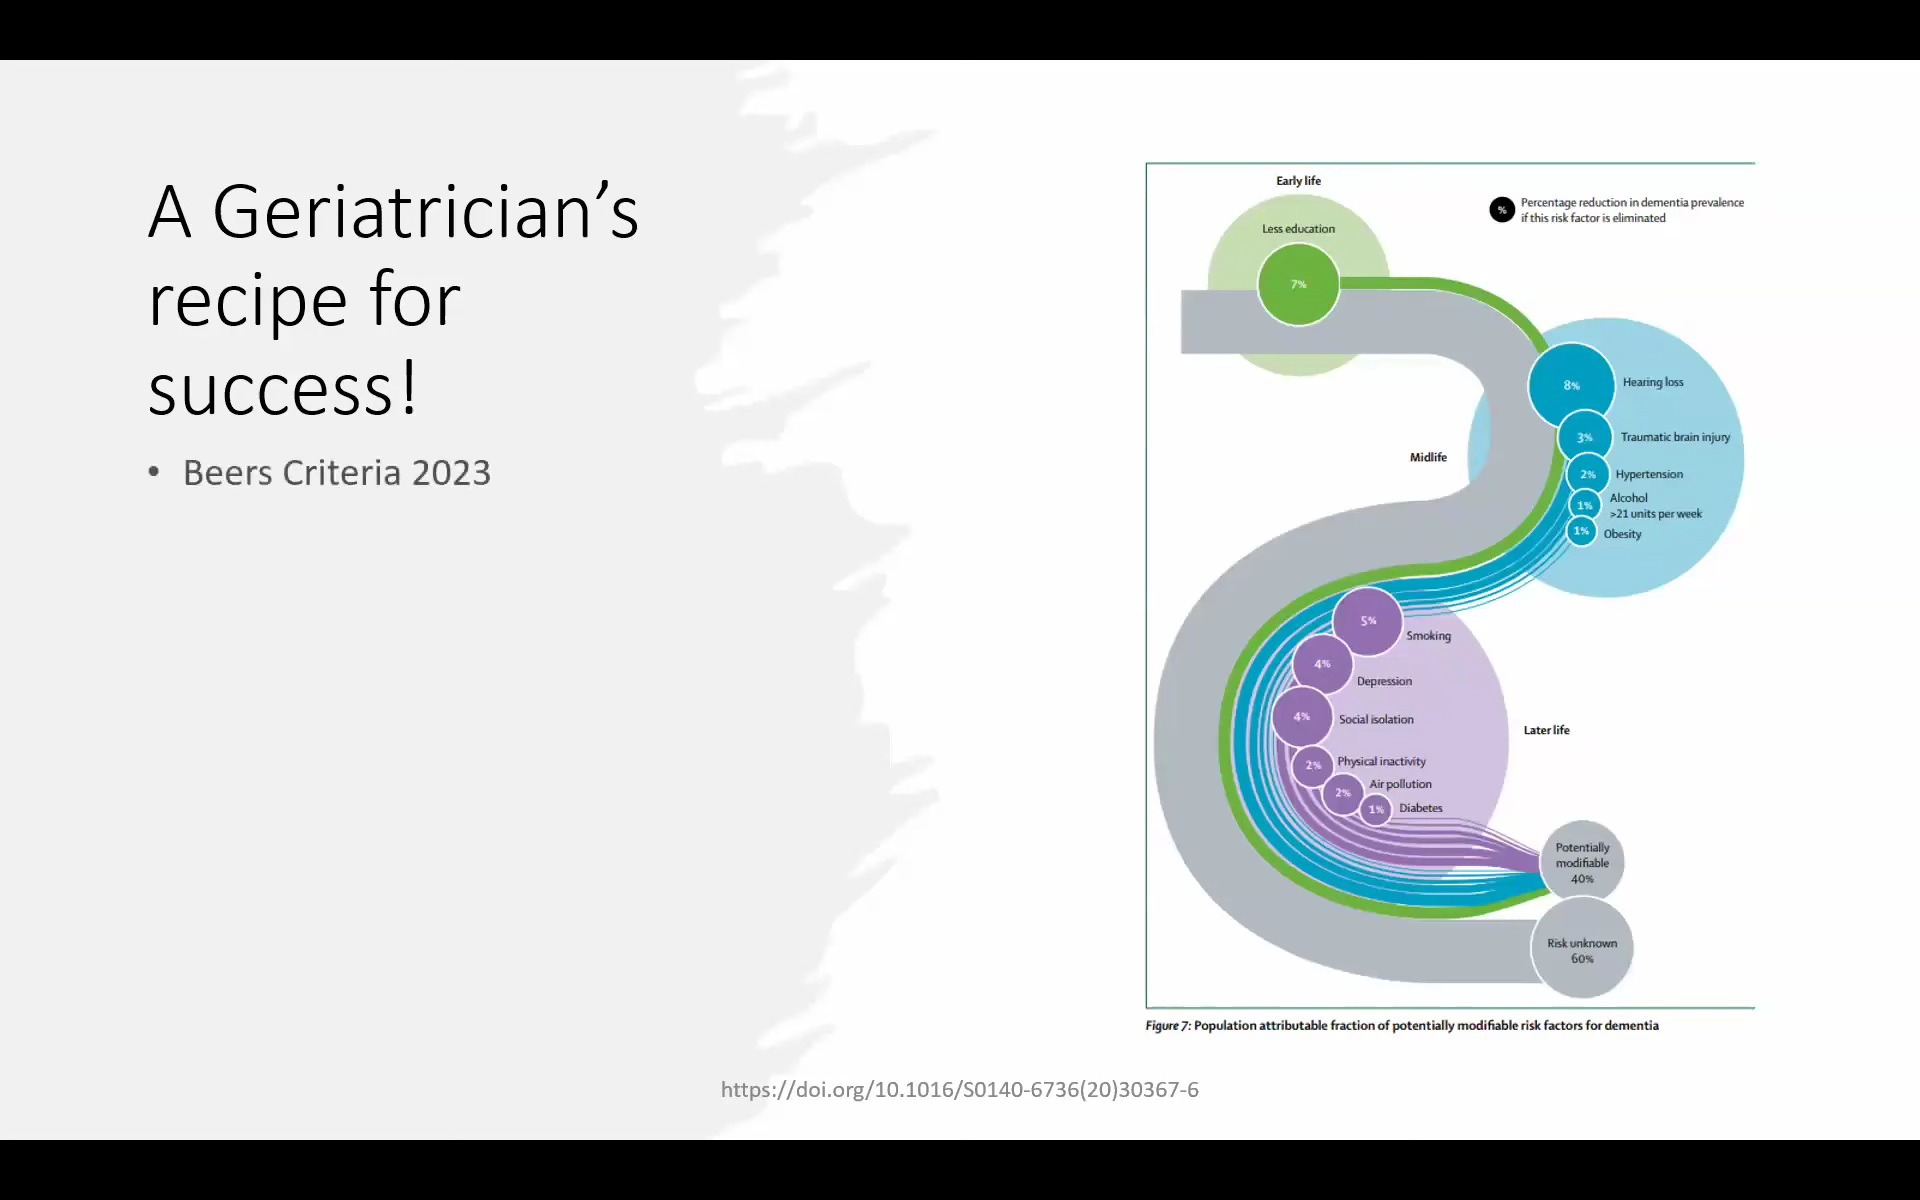 A Geriatrician’s
recipe for
success!
• Beers Criteria 2023
Early life
% Percentage reduction in dementia prevalence
if this risk factor is eliminated
Less education
7%
8% Hearing loss
3% Traumatic brain injury
Midlife
2% Hypertension
1% Alcohol
>21 units per week
1% Obesity
5% Smoking
4% Depression
4% Social isolation
Later life
2% Physical inactivity
2% Air pollution
1% Diabetes
Potentially
modifiable
40%
Risk unknown
60%
Figure 7: Population attributable fraction of potentially modifiable risk factors for dementia
https://doi.org/10.1016/S0140-6736(20)30367-6